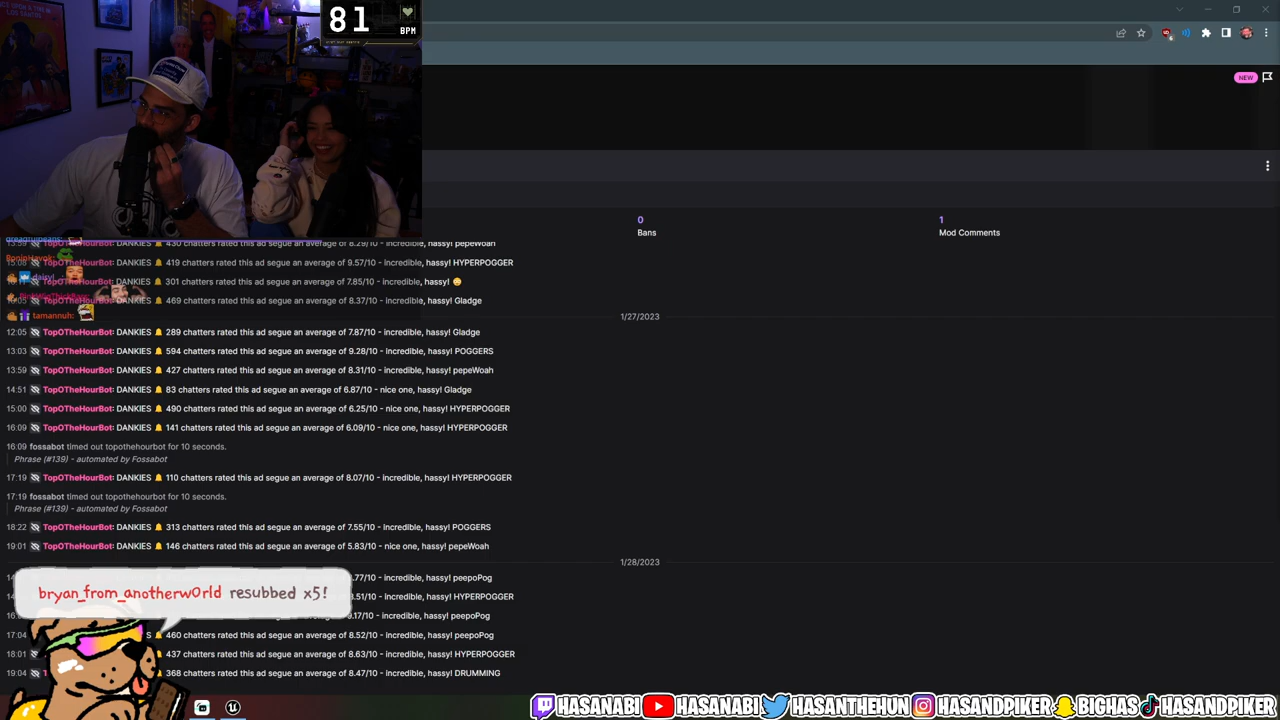 81
BPM
NEW
0
Bans
1
Mod Comments
TopOTheHourBot: DANKIES 🔔 430 chatters rated this ad segue an average of 8.29/10 - incredible, hassy! pepeWoah
TopOTheHourBot: DANKIES 🔔 419 chatters rated this ad segue an average of 9.57/10 - incredible, hassy! HYPERPOGGER
DANKIES 🔔 301 chatters rated this ad segue an average of 7.85/10 - incredible, hassy! 😳
DANKIES 🔔 469 chatters rated this ad segue an average of 8.37/10 - incredible, hassy! Gladge
tamannuh:
1/27/2023
12:05 TopOTheHourBot: DANKIES 🔔 289 chatters rated this ad segue an average of 7.87/10 - incredible, hassy! Gladge
13:03 TopOTheHourBot: DANKIES 🔔 594 chatters rated this ad segue an average of 9.28/10 - incredible, hassy! POGGERS
13:59 TopOTheHourBot: DANKIES 🔔 427 chatters rated this ad segue an average of 8.31/10 - incredible, hassy! pepeWoah
14:51 TopOTheHourBot: DANKIES 🔔 83 chatters rated this ad segue an average of 6.87/10 - nice one, hassy! Gladge
15:00 TopOTheHourBot: DANKIES 🔔 490 chatters rated this ad segue an average of 6.25/10 - nice one, hassy! HYPERPOGGER
16:09 TopOTheHourBot: DANKIES 🔔 141 chatters rated this ad segue an average of 6.09/10 - nice one, hassy! HYPERPOGGER
16:09 fossabot timed out topothehourbot for 10 seconds.
Phrase (#139) - automated by Fossabot
17:19 TopOTheHourBot: DANKIES 🔔 110 chatters rated this ad segue an average of 8.07/10 - incredible, hassy! HYPERPOGGER
17:19 fossabot timed out topothehourbot for 10 seconds.
Phrase (#139) - automated by Fossabot
18:22 TopOTheHourBot: DANKIES 🔔 313 chatters rated this ad segue an average of 7.55/10 - incredible, hassy! POGGERS
19:01 TopOTheHourBot: DANKIES 🔔 146 chatters rated this ad segue an average of 5.83/10 - nice one, hassy! pepeWoah
1/28/2023
.77/10 - incredible, hassy! peepoPog
.51/10 - incredible, hassy! HYPERPOGGER
.17/10 - incredible, hassy! peepoPog
bryan_from_anotherw0rld resubbed x5!
17:04 🔔 460 chatters rated this ad segue an average of 8.52/10 - incredible, hassy! peepoPog
18:01 🔔 437 chatters rated this ad segue an average of 8.63/10 - incredible, hassy! HYPERPOGGER
19:04 🔔 368 chatters rated this ad segue an average of 8.47/10 - incredible, hassy! DRUMMING
HASANABI HASANABI HASANTHEHUN HASANDPIKER BIGHAS HASANDPIKER